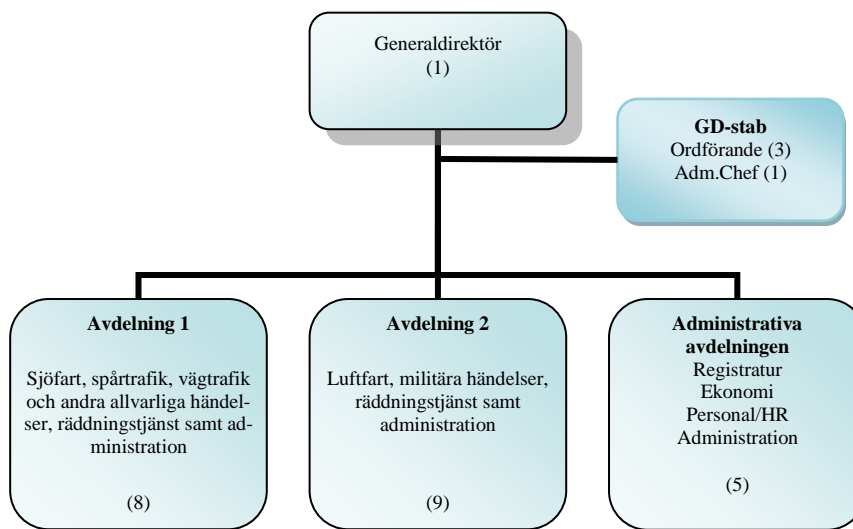 Generaldirektör
(1)
GD-stab
Ordförande (3)
Adm.Chef (1)
Avdelning 1
Sjöfart, spårtrafik, vägtrafik
och andra allvarliga händel-
ser, räddningstjänst samt ad-
ministration
(8)
Avdelning 2
Luftfart, militära händelser,
räddningstjänst samt
administration
(9)
Administrativa
avdelningen
Registratur
Ekonomi
Personal/HR
Administration
(5)